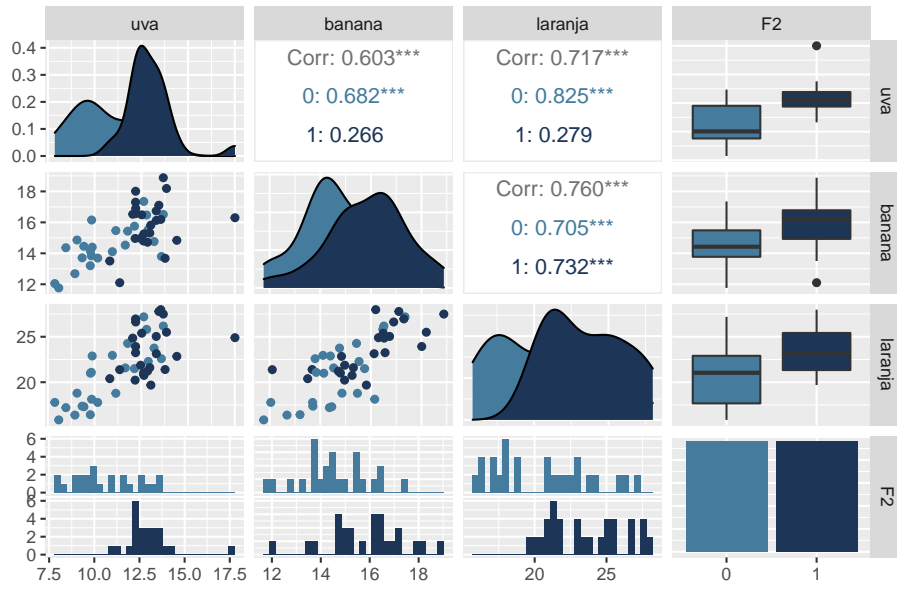 uva banana laranja F2
0.4
0.3
0.2
0.1
0.0
Corr: 0.603***
0: 0.682***
1: 0.266
Corr: 0.717***
0: 0.825***
1: 0.279
uva
18
16
14
12
Corr: 0.760***
0: 0.705***
1: 0.732***
banana
25
20
laranja
6
4
2
0
6
4
2
0
F2
7.5 10.0 12.5 15.0 17.5 12 14 16 18 20 25 0 1